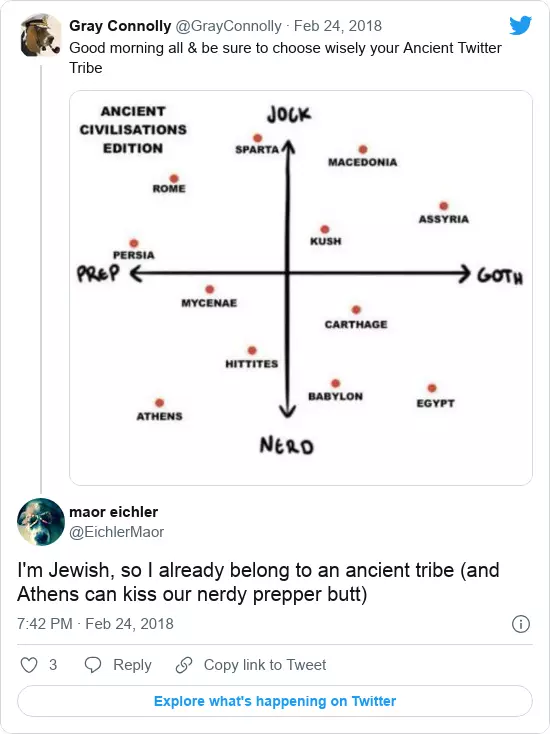 Gray Connolly @GrayConnolly · Feb 24, 2018
Good morning all & be sure to choose wisely your Ancient Twitter
Tribe
ANCIENT
CIVILISATIONS
EDITION
JOCK
SPARTA
MACEDONIA
ROME
ASSYRIA
KUSH
PERSIA
PREP
GOTH
MYCENAE
CARTHAGE
HITTITES
BABYLON
EGYPT
ATHENS
NERD
maor eichler
@EichlerMaor
I'm Jewish, so I already belong to an ancient tribe (and
Athens can kiss our nerdy prepper butt)
7:42 PM · Feb 24, 2018
3 Reply Copy link to Tweet
Explore what's happening on Twitter